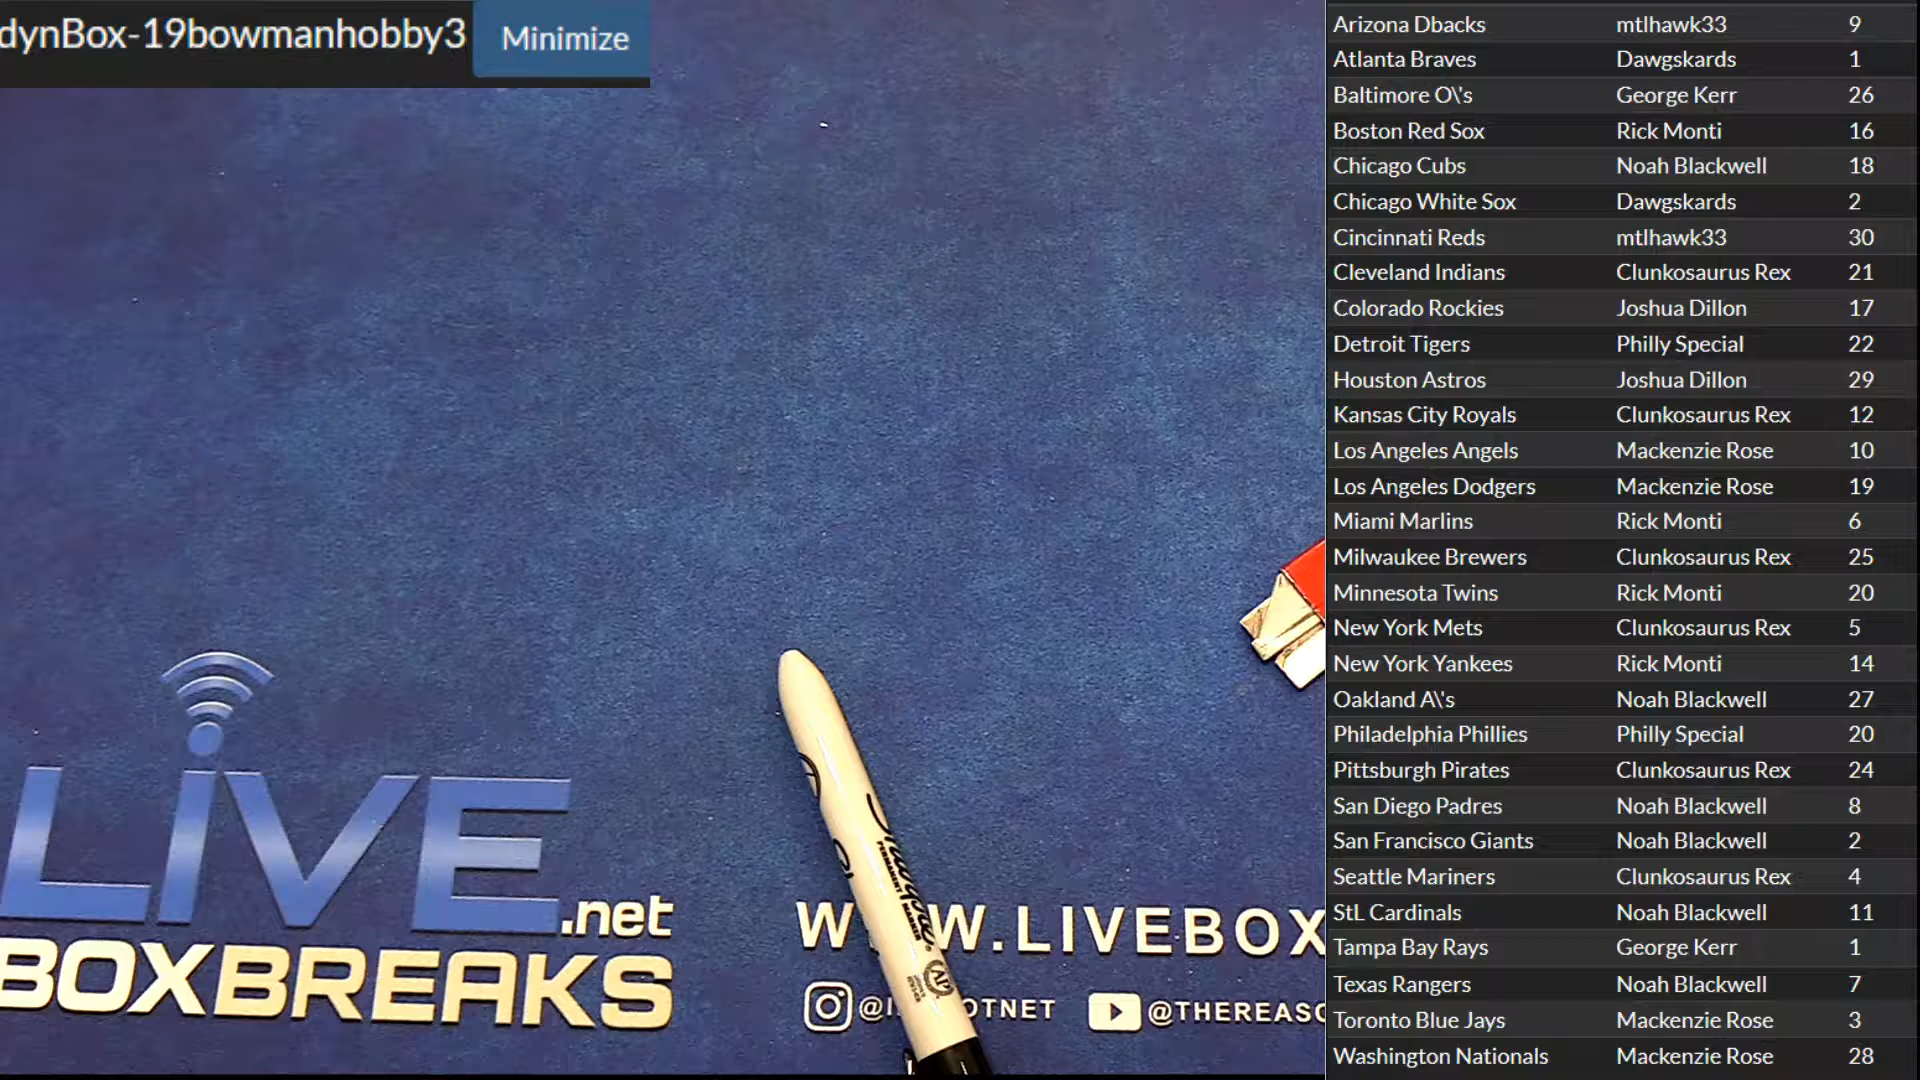 dynBox-19bowmanhobby3 Minimize
Arizona Dbacks mtlhawk33 9
Atlanta Braves Dawgskards 1
Baltimore O\'s George Kerr 26
Boston Red Sox Rick Monti 16
Chicago Cubs Noah Blackwell 18
Chicago White Sox Dawgskards 2
Cincinnati Reds mtlhawk33 30
Cleveland Indians Clunkosaurus Rex 21
Colorado Rockies Joshua Dillon 17
Detroit Tigers Philly Special 22
Houston Astros Joshua Dillon 29
Kansas City Royals Clunkosaurus Rex 12
Los Angeles Angels Mackenzie Rose 10
Los Angeles Dodgers Mackenzie Rose 19
Miami Marlins Rick Monti 6
Milwaukee Brewers Clunkosaurus Rex 25
Minnesota Twins Rick Monti 20
New York Mets Clunkosaurus Rex 5
New York Yankees Rick Monti 14
Oakland A\'s Noah Blackwell 27
Philadelphia Phillies Philly Special 20
Pittsburgh Pirates Clunkosaurus Rex 24
San Diego Padres Noah Blackwell 8
San Francisco Giants Noah Blackwell 2
Seattle Mariners Clunkosaurus Rex 4
StL Cardinals Noah Blackwell 11
Tampa Bay Rays George Kerr 1
Texas Rangers Noah Blackwell 7
Toronto Blue Jays Mackenzie Rose 3
Washington Nationals Mackenzie Rose 28
LIVE.net
BOXBREAKS
Sharpie
PERMANENT MARKER
AP
W W.LIVEBOX
@THEREASO